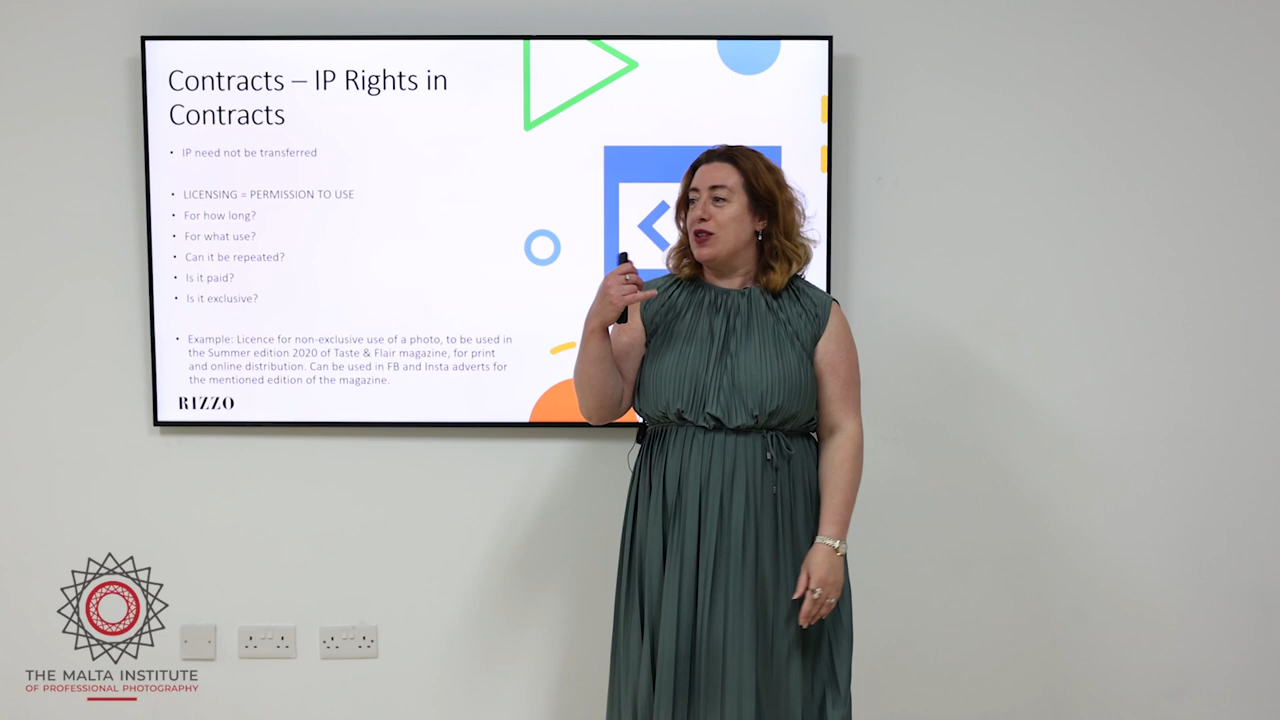 Contracts – IP Rights in
Contracts
• IP need not be transferred
• LICENSING = PERMISSION TO USE
• For how long?
• For what use?
• Can it be repeated?
• Is it paid?
• Is it exclusive?
• Example: Licence for non-exclusive use of a photo, to be used in
the Summer edition 2020 of Taste & Flair magazine, for print
and online distribution. Can be used in FB and Insta adverts for
the mentioned edition of the magazine.
RIZZO
THE MALTA INSTITUTE
OF PROFESSIONAL PHOTOGRAPHY